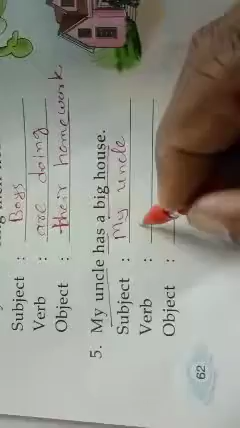 Subject : Boys
Verb : are doing
Object : their homework
5. My uncle has a big house.
Subject : My uncle
Verb :
Object :
62